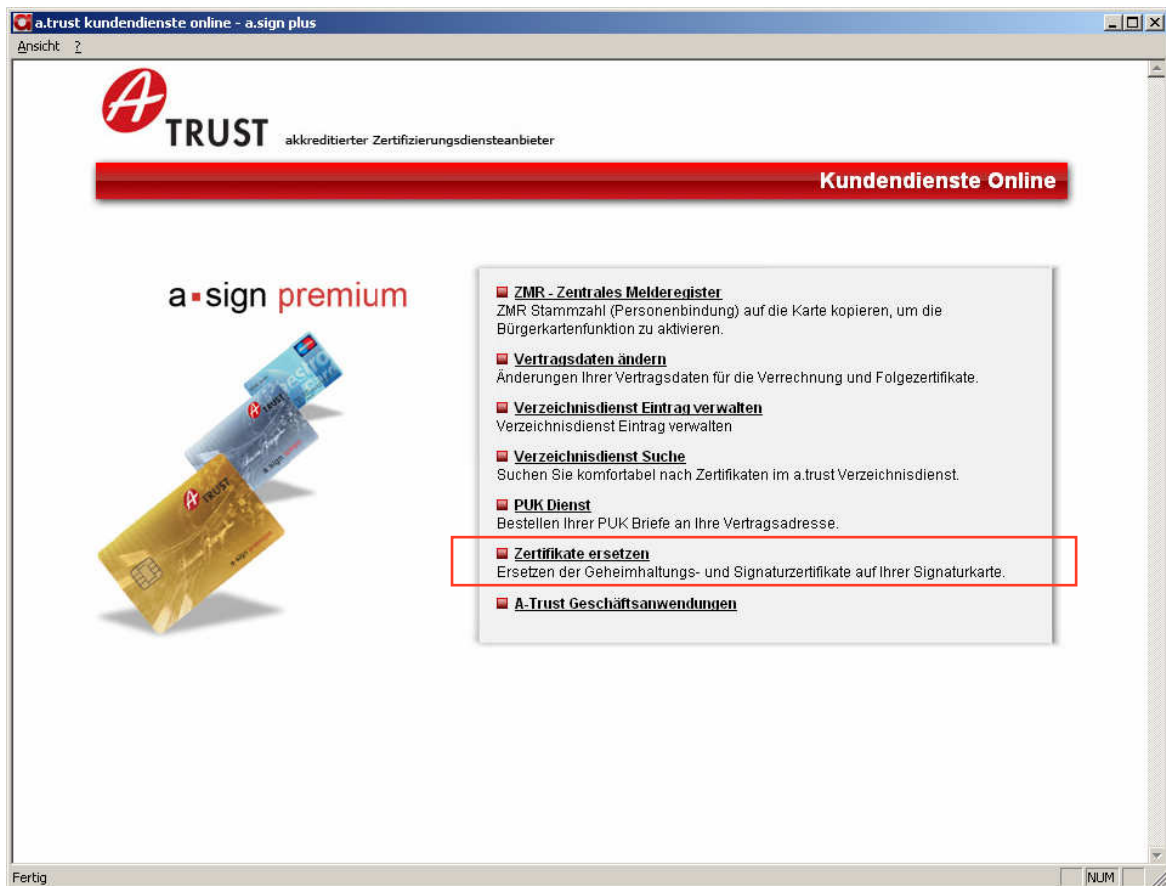 a.trust kundendienste online - a.sign plus
Ansicht ?
A
TRUST akkreditierter Zertifizierungsdiensteanbieter
Kundendienste Online
a sign premium
ZMR - Zentrales Melderegister
ZMR Stammzahl (Personenbindung) auf die Karte kopieren, um die
Bürgerkartenfunktion zu aktivieren.
Vertragsdaten ändern
Änderungen Ihrer Vertragsdaten für die Verrechnung und Folgezertifikate.
Verzeichnisdienst Eintrag verwalten
Verzeichnisdienst Eintrag verwalten
Verzeichnisdienst Suche
Suchen Sie komfortabel nach Zertifikaten im a.trust Verzeichnisdienst.
PUK Dienst
Bestellen Ihrer PUK Briefe an Ihre Vertragsadresse.
Zertifikate ersetzen
Ersetzen der Geheimhaltungs- und Signaturzertifikate auf Ihrer Signaturkarte.
A-Trust Geschäftsanwendungen
A TRUST
a sign premium
Fertig
NUM